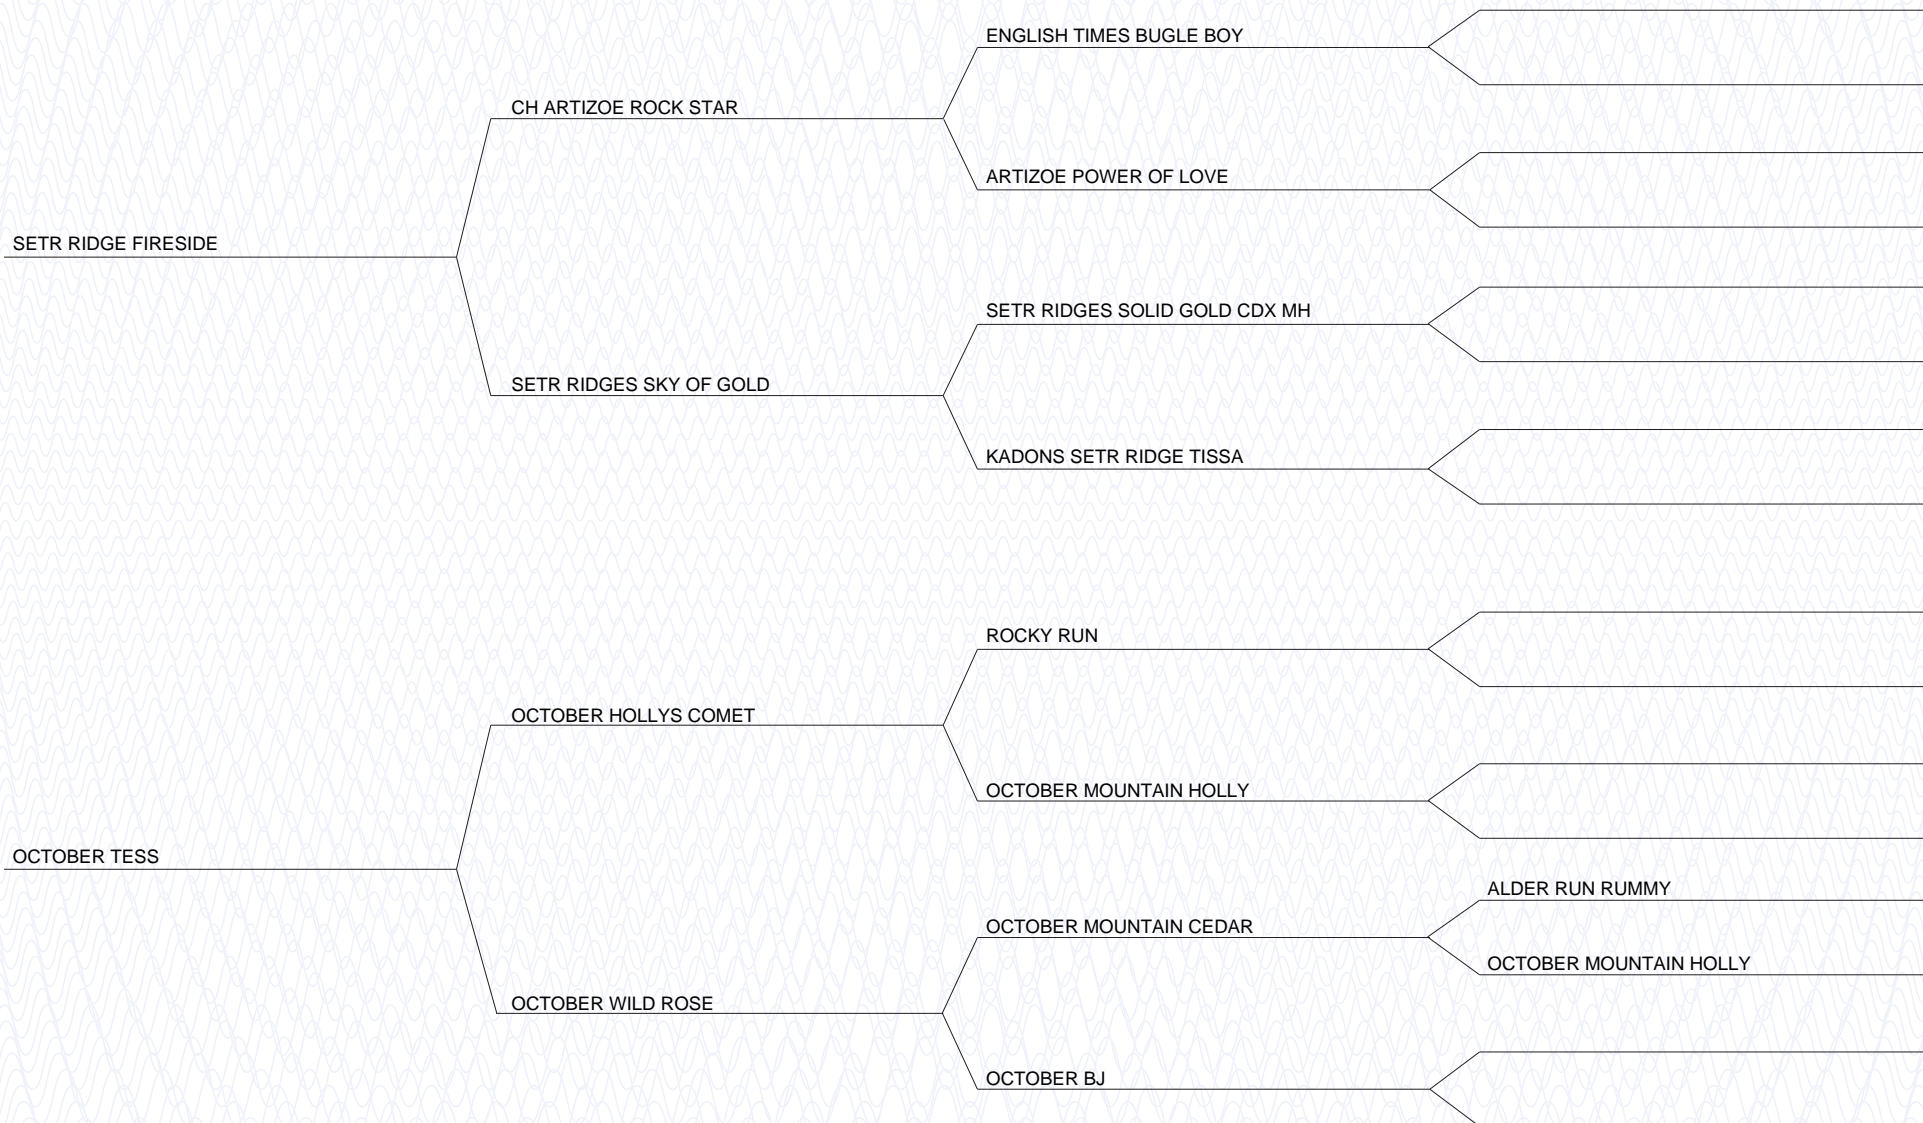 ENGLISH TIMES BUGLE BOY
CH ARTIZOE ROCK STAR
ARTIZOE POWER OF LOVE
SETR RIDGE FIRESIDE
SETR RIDGES SOLID GOLD CDX MH
SETR RIDGES SKY OF GOLD
KADONS SETR RIDGE TISSA
ROCKY RUN
OCTOBER HOLLYS COMET
OCTOBER MOUNTAIN HOLLY
OCTOBER TESS
ALDER RUN RUMMY
OCTOBER MOUNTAIN CEDAR
OCTOBER MOUNTAIN HOLLY
OCTOBER WILD ROSE
OCTOBER BJ